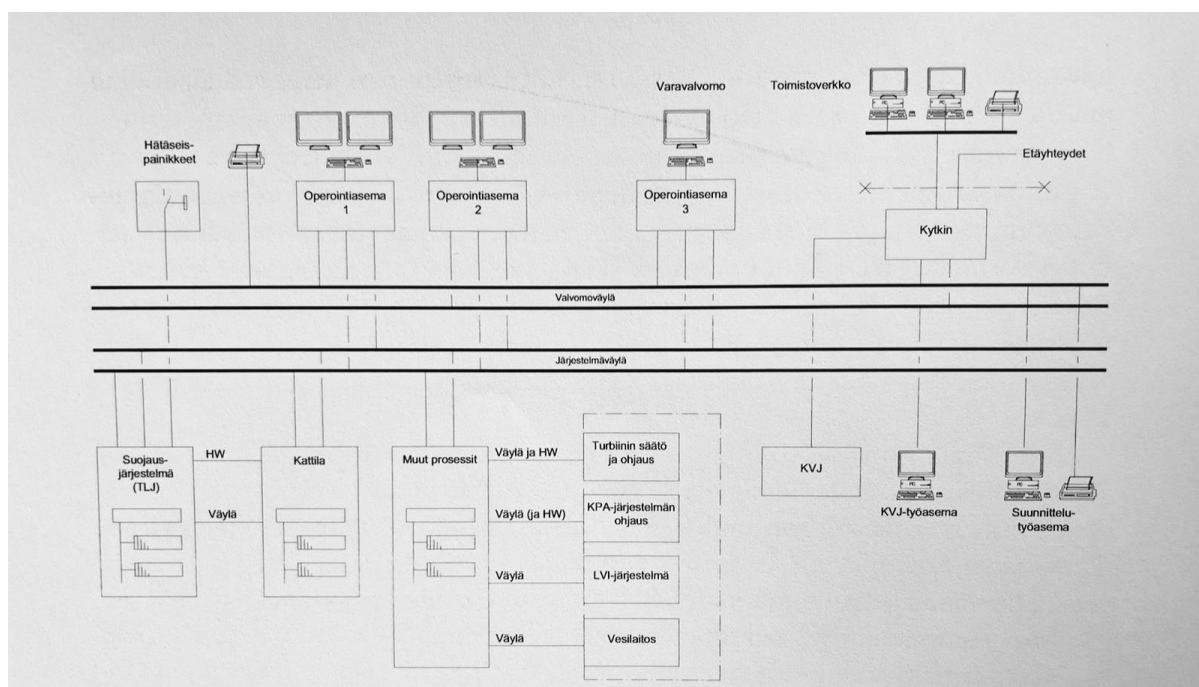 Varavalvomo
Toimistoverkko
Hätäseis-
painikkeet
Etäyhteydet
Operointiasema
1
Operointiasema
2
Operointiasema
3
Kytkin
Valvomoväylä
Järjestelmäväylä
Suojaus-
järjestelmä
(TLJ)
HW
Väylä
Kattila
Muut prosessit
Väylä ja HW
Väylä (ja HW)
Väylä
Väylä
Turbiinin säätö
ja ohjaus
KPA-järjestelmän
ohjaus
LVI-järjestelmä
Vesilaitos
KVJ
KVJ-työasema
Suunnittelu-
työasema